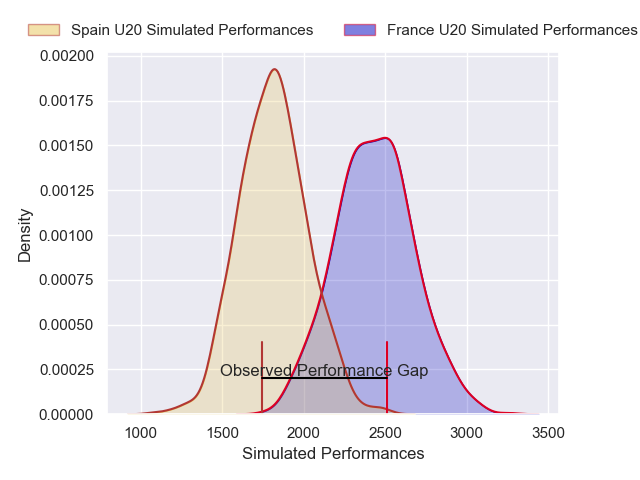 Spain U20 Simulated Performances France U20 Simulated Performances
0.00200
0.00175
0.00150
0.00125
0.00100
0.00075
0.00050
0.00025
0.00000
Density
Observed Performance Gap
1000 1500 2000 2500 3000 3500
Simulated Performances